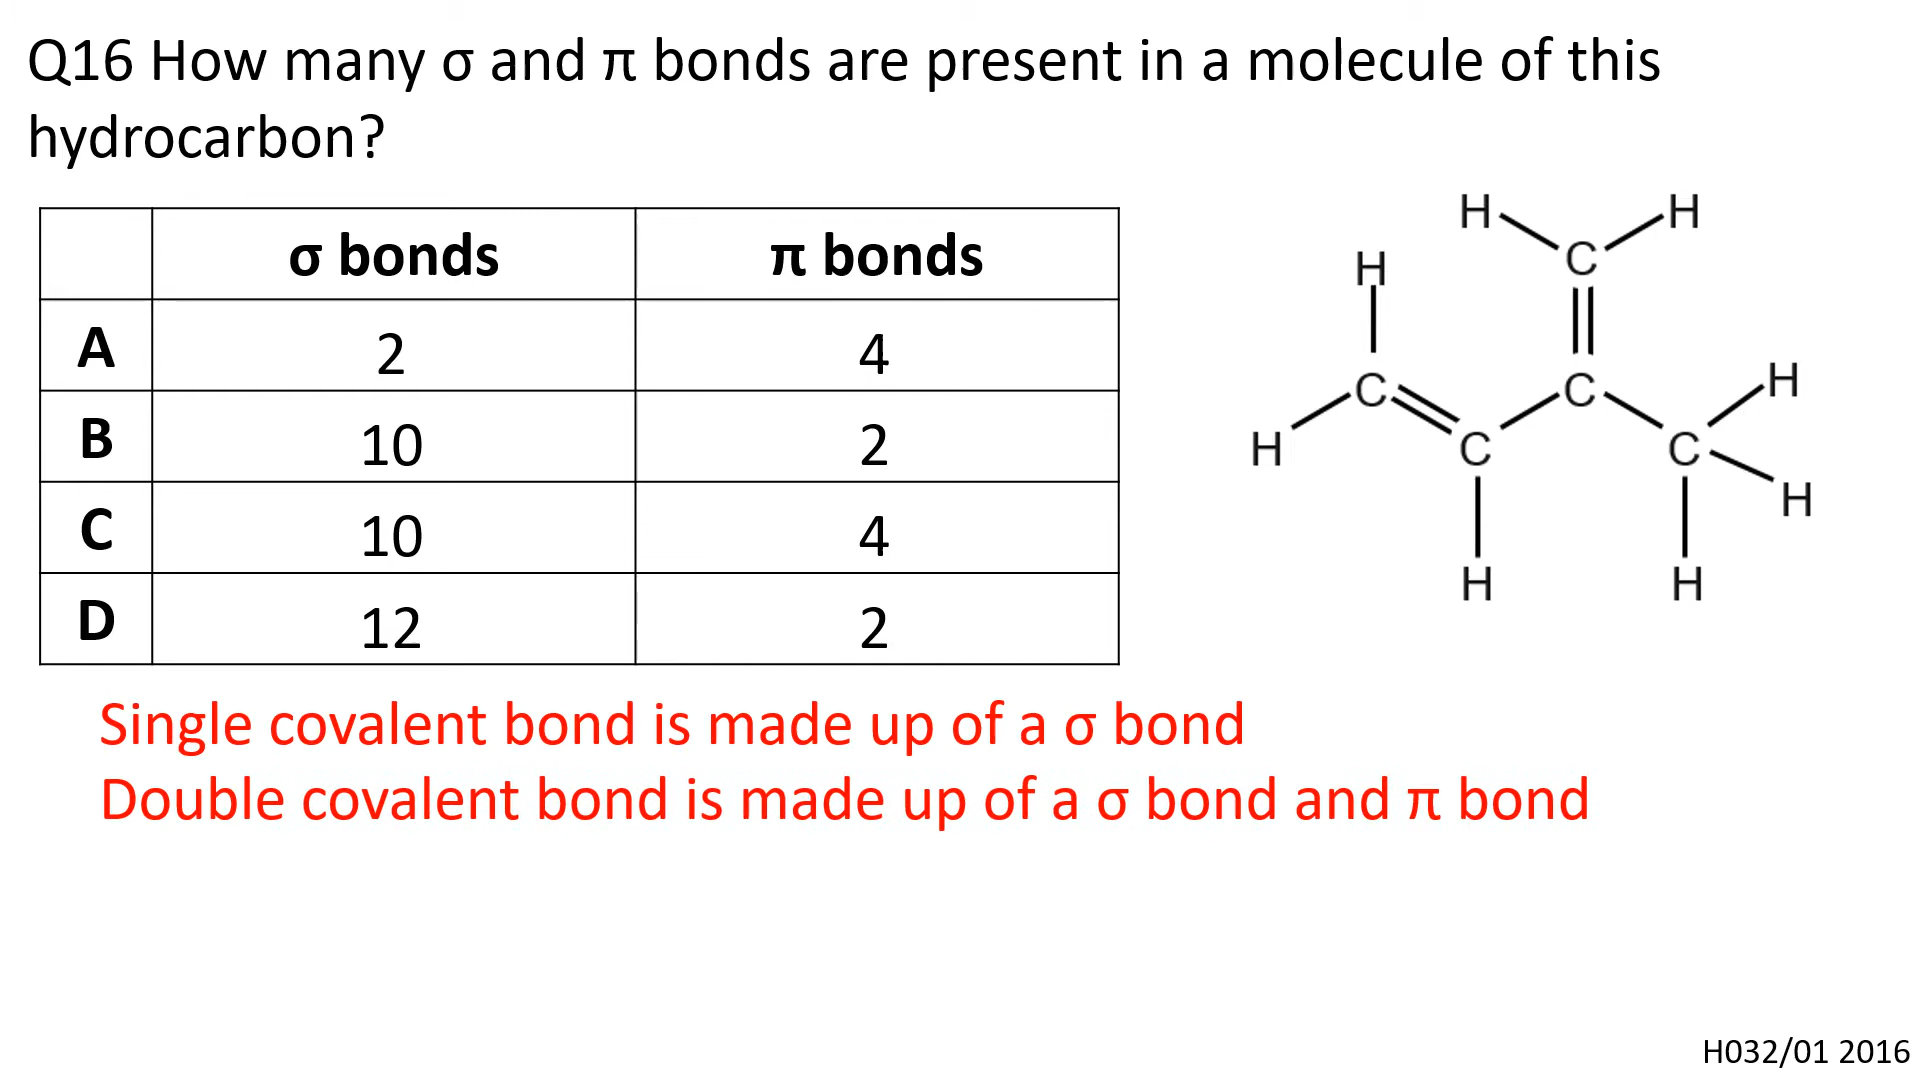 Q16 How many σ and π bonds are present in a molecule of this
hydrocarbon?
σ bonds π bonds
A 2 4
B 10 2
C 10 4
D 12 2
H H
H C
H
C C H
H C C
H
H H
Single covalent bond is made up of a σ bond
Double covalent bond is made up of a σ bond and π bond
H032/01 2016